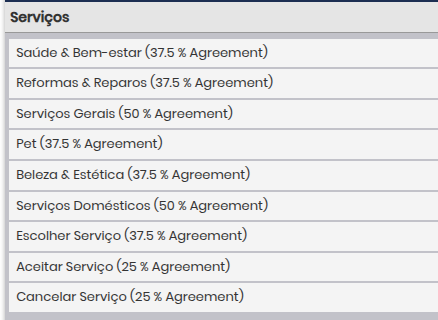 Serviços
Saúde & Bem-estar (37.5 % Agreement)
Reformas & Reparos (37.5 % Agreement)
Serviços Gerais (50 % Agreement)
Pet (37.5 % Agreement)
Beleza & Estética (37.5 % Agreement)
Serviços Domésticos (50 % Agreement)
Escolher Serviço (37.5 % Agreement)
Aceitar Serviço (25 % Agreement)
Cancelar Serviço (25 % Agreement)